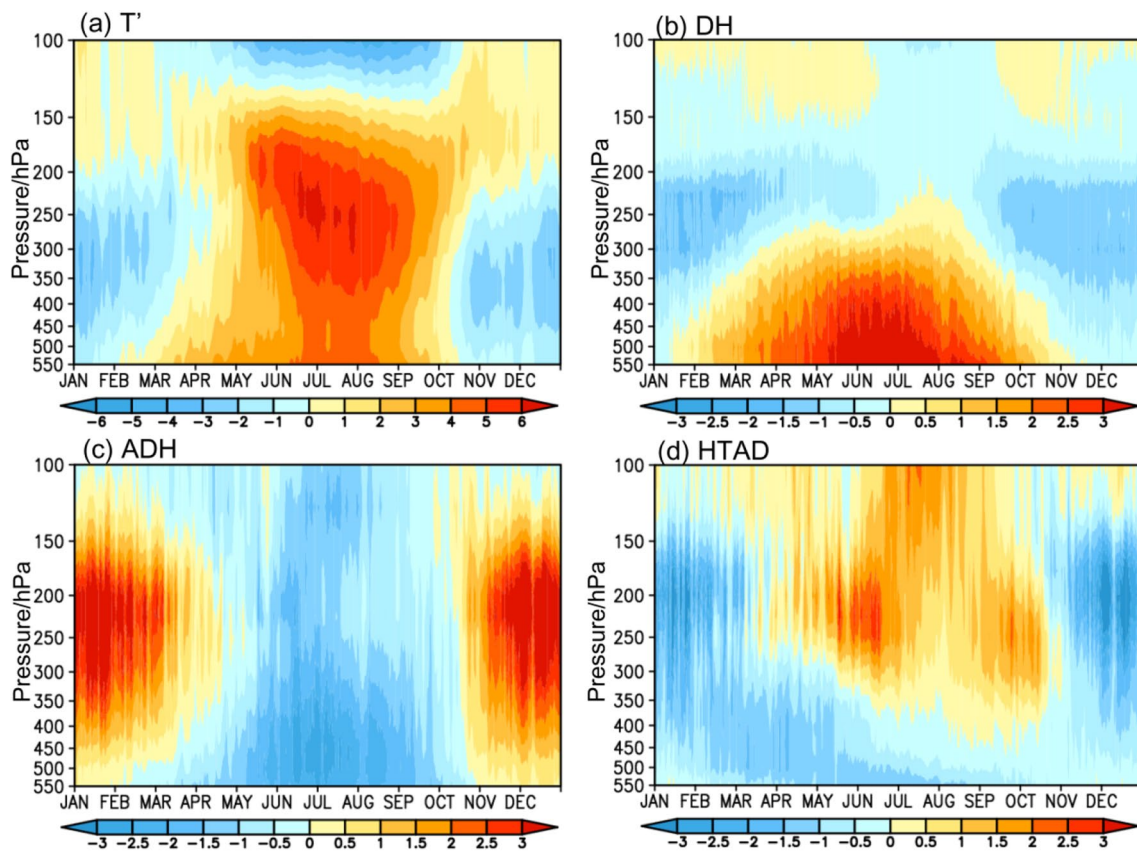 (a) T’
Pressure/hPa
100
150
200
250
300
350
400
450
500
550
JAN FEB MAR APR MAY JUN JUL AUG SEP OCT NOV DEC
-6 -5 -4 -3 -2 -1 0 1 2 3 4 5 6
(b) DH
Pressure/hPa
100
150
200
250
300
350
400
450
500
550
JAN FEB MAR APR MAY JUN JUL AUG SEP OCT NOV DEC
-3 -2.5 -2 -1.5 -1 -0.5 0 0.5 1 1.5 2 2.5 3
(c) ADH
Pressure/hPa
100
150
200
250
300
350
400
450
500
550
JAN FEB MAR APR MAY JUN JUL AUG SEP OCT NOV DEC
-3 -2.5 -2 -1.5 -1 -0.5 0 0.5 1 1.5 2 2.5 3
(d) HTAD
Pressure/hPa
100
150
200
250
300
350
400
450
500
550
JAN FEB MAR APR MAY JUN JUL AUG SEP OCT NOV DEC
-3 -2.5 -2 -1.5 -1 -0.5 0 0.5 1 1.5 2 2.5 3